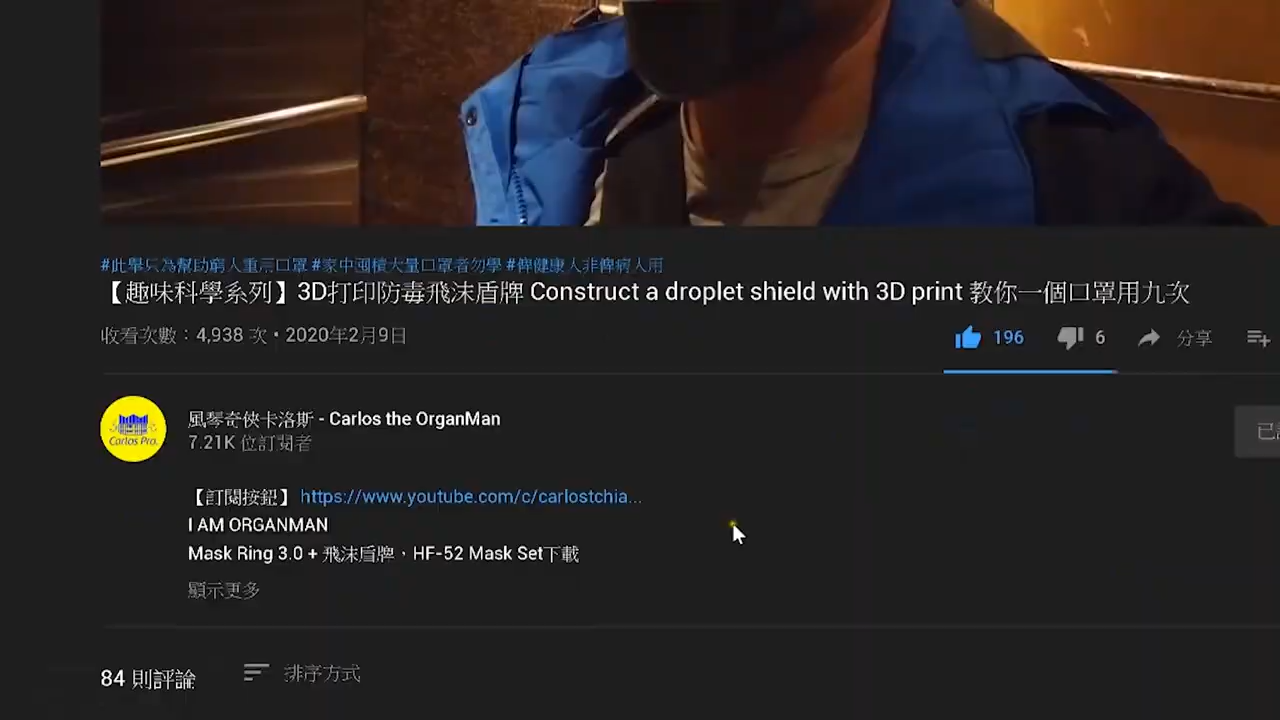 #此舉只為幫助窮人重用口罩 #家中囤積大量口罩者勿學 #俾健康人非俾病人用
【趣味科學系列】3D打印防毒飛沫盾牌 Construct a droplet shield with 3D print 教你一個口罩用九次
收看次數：4,938 次 • 2020年2月9日
196 6 分享
Carlos Pro.
風琴奇俠卡洛斯 - Carlos the OrganMan
7.21K 位訂閱者
已
【訂閱按鈕】 https://www.youtube.com/c/carlostchia...
I AM ORGANMAN
Mask Ring 3.0 + 飛沫盾牌，HF-52 Mask Set下載
顯示更多
84 則評論 排序方式